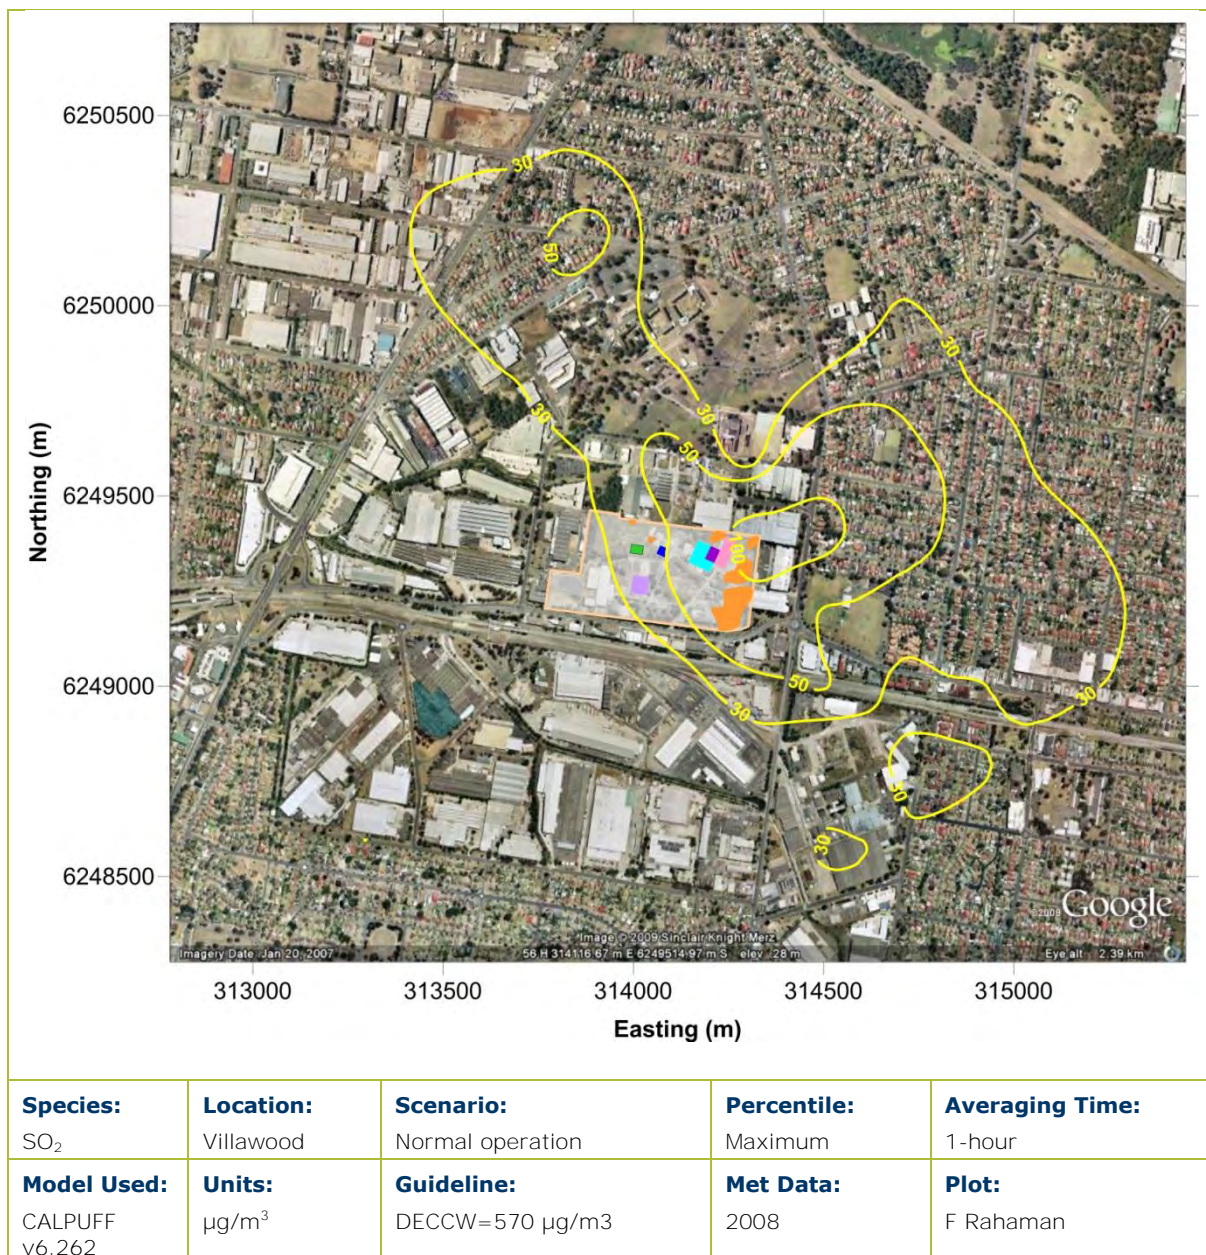 6250500
6250000
6249500
6249000
6248500
Northing (m)
30
50
30
30
30
50
100
50
30
30
30
30
©2009 Google
Image © 2009 Sinclair Knight Merz
Imagery Date: Jan 20, 2007
56 H 314116.67 m E 6249514.97 m S elev 28 m
Eye alt 2.39 km
313000 313500 314000 314500 315000
Easting (m)
Species: Location: Scenario: Percentile: Averaging Time:
SO₂ Villawood Normal operation Maximum 1-hour
Model Used: Units: Guideline: Met Data: Plot:
CALPUFF µg/m³ DECCW=570 µg/m3 2008 F Rahaman
v6.262